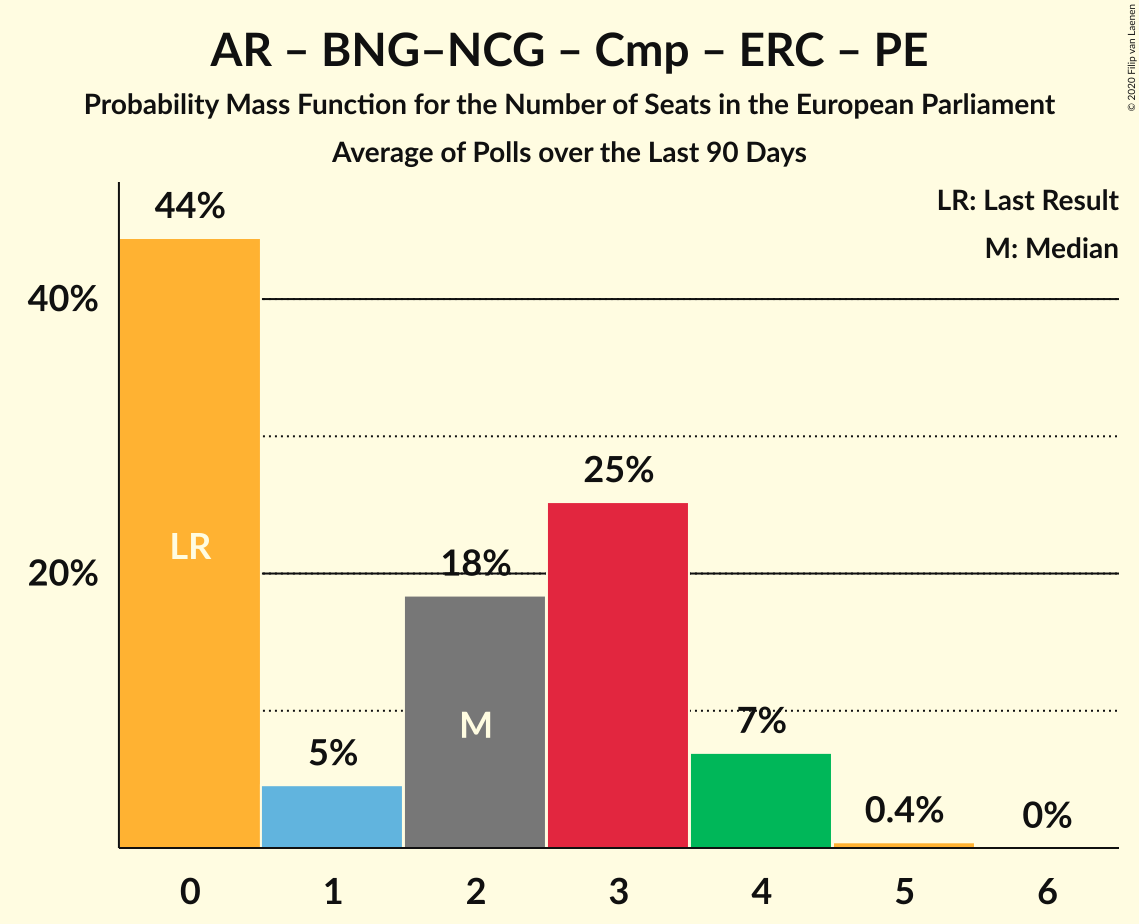 AR – BNG–NCG – Cmp – ERC – PE
Probability Mass Function for the Number of Seats in the European Parliament
Average of Polls over the Last 90 Days
© 2020 Filip van Laenen
LR: Last Result
M: Median
44%
40%
25%
20%
18%
LR
M
7%
5%
0.4%
0%
0 1 2 3 4 5 6